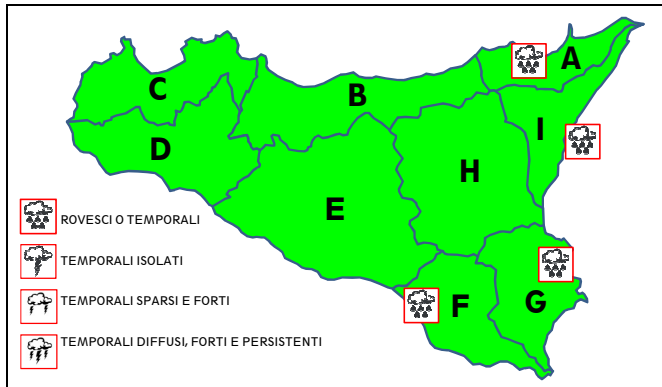 A
C
B
I
D
H
E
ROVESCI O TEMPORALI
TEMPORALI ISOLATI
TEMPORALI SPARSI E FORTI
F
G
TEMPORALI DIFFUSI, FORTI E PERSISTENTI